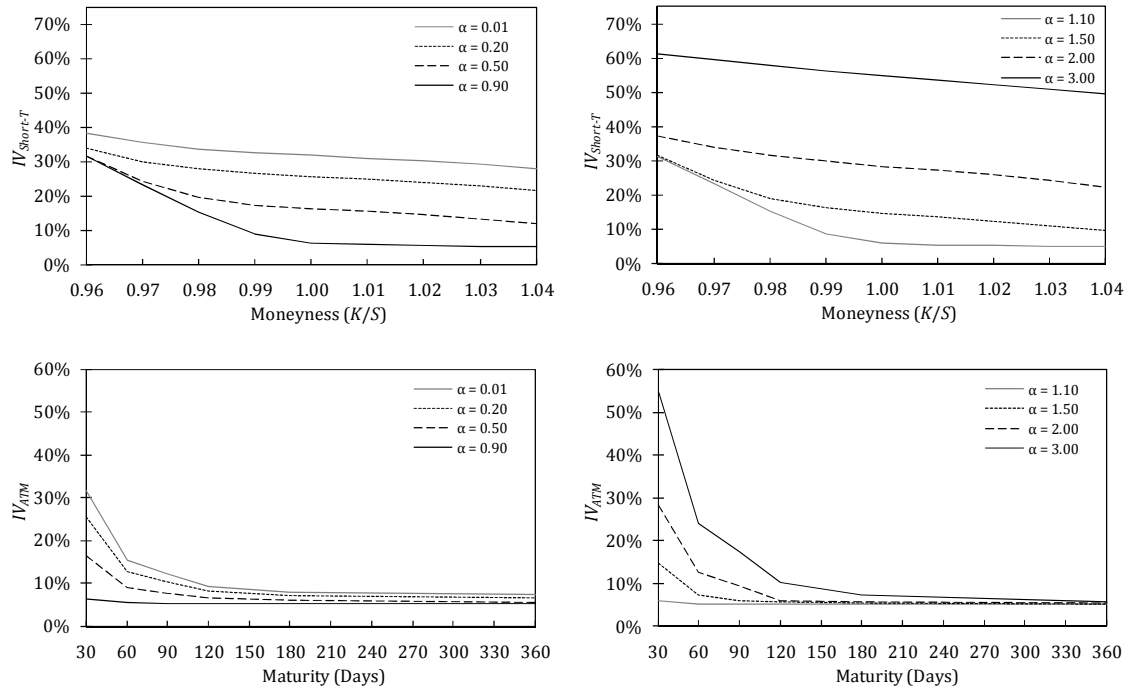 70%
60%
50%
40%
30%
20%
10%
0%
IV_Short-T
α = 0.01
α = 0.20
α = 0.50
α = 0.90
0.96 0.97 0.98 0.99 1.00 1.01 1.02 1.03 1.04
Moneyness (K/S)
70%
60%
50%
40%
30%
20%
10%
0%
IV_Short-T
α = 1.10
α = 1.50
α = 2.00
α = 3.00
0.96 0.97 0.98 0.99 1.00 1.01 1.02 1.03 1.04
Moneyness (K/S)
60%
50%
40%
30%
20%
10%
0%
IV_ATM
α = 0.01
α = 0.20
α = 0.50
α = 0.90
30 60 90 120 150 180 210 240 270 300 330 360
Maturity (Days)
60%
50%
40%
30%
20%
10%
0%
IV_ATM
α = 1.10
α = 1.50
α = 2.00
α = 3.00
30 60 90 120 150 180 210 240 270 300 330 360
Maturity (Days)